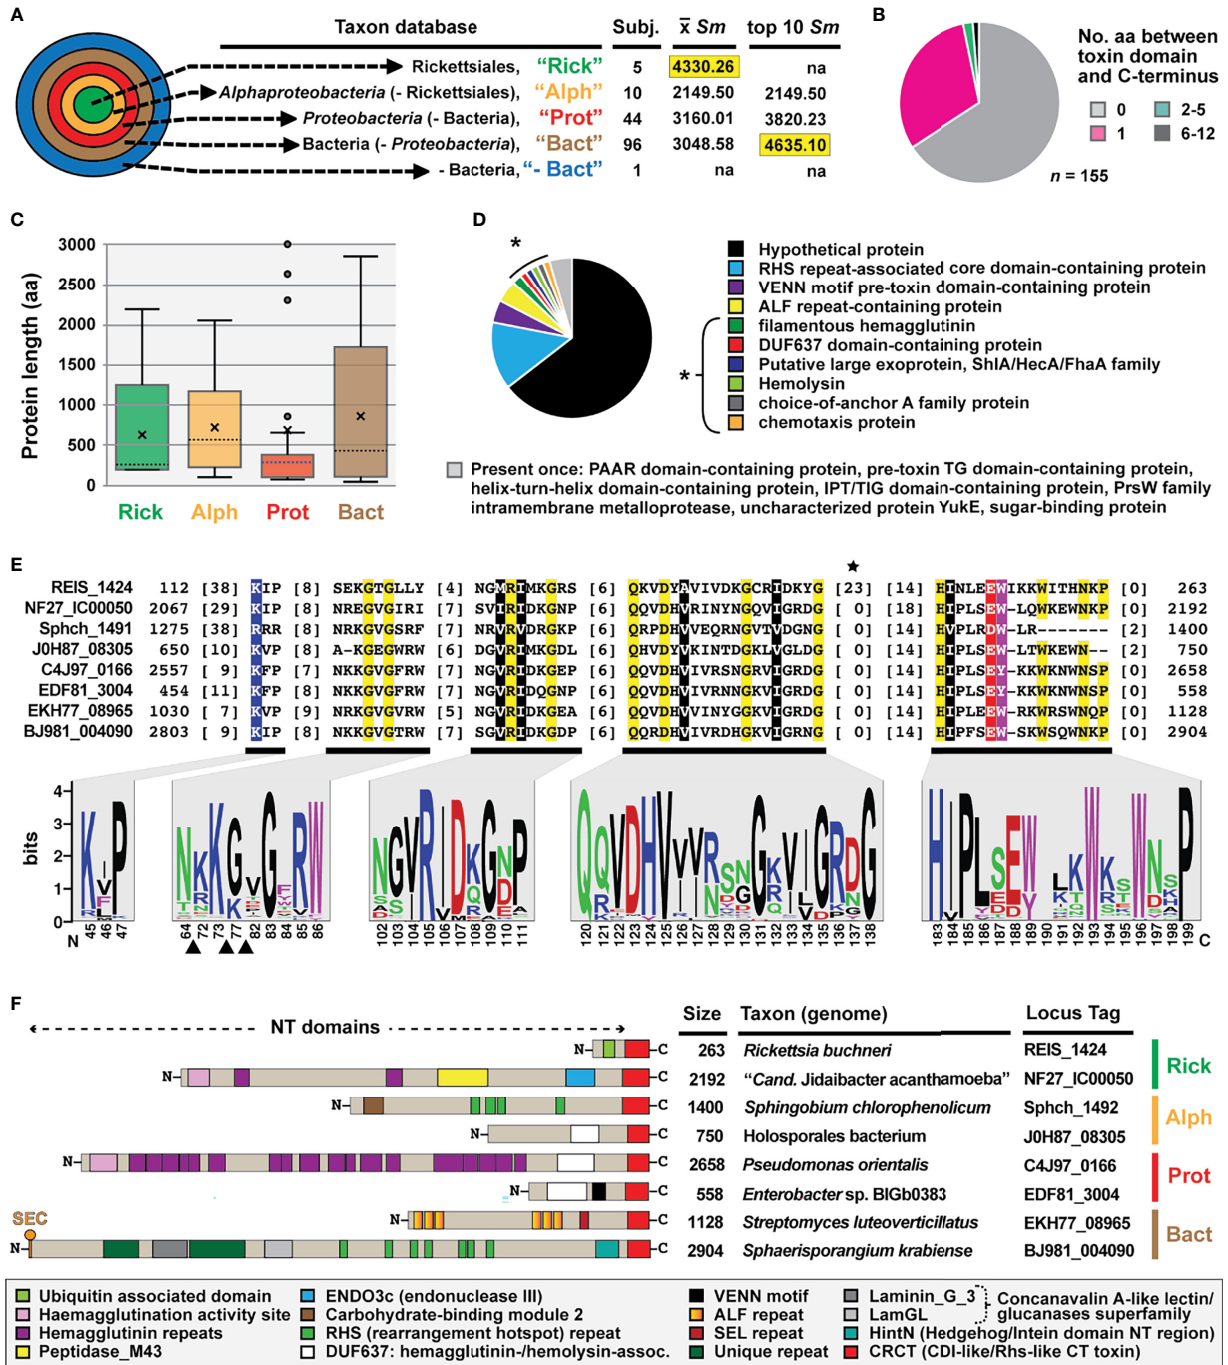 A
Taxon database Subj. x̄ Sm top 10 Sm
Rickettsiales, “Rick” 5 4330.26 na
Alphaproteobacteria (- Rickettsiales), “Alph” 10 2149.50 2149.50
Proteobacteria (- Bacteria), “Prot” 44 3160.01 3820.23
Bacteria (- Proteobacteria), “Bact” 96 3048.58 4635.10
- Bacteria, “- Bact” 1 na na
B
No. aa between
toxin domain
and C-terminus
0 2-5
1 6-12
n = 155
C
Protein length (aa)
3000
2500
2000
1500
1000
500
0
Rick Alph Prot Bact
D
*
Hypothetical protein
RHS repeat-associated core domain-containing protein
VENN motif pre-toxin domain-containing protein
ALF repeat-containing protein
filamentous hemagglutinin
DUF637 domain-containing protein
* Putative large exoprotein, ShlA/HecA/FhaA family
Hemolysin
choice-of-anchor A family protein
chemotaxis protein
Present once: PAAR domain-containing protein, pre-toxin TG domain-containing protein,
helix-turn-helix domain-containing protein, IPT/TIG domain-containing protein, PrsW family
intramembrane metalloprotease, uncharacterized protein YukE, sugar-binding protein
E
REIS_1424 112 [38] KIP [8] SEKGTGLLY [4] NGMRIMKGRS [6] QKVDYAVIVDKGCRIDKYG [23] [14] HINLEEWIKKWITHNKP [0] 263
NF27_IC00050 2067 [29] KIP [8] NREGVGIRI [7] SVIRIDKGNP [6] QQVDHVRINYNGQVIGRDG [ 0] [18] HIPLSEW-LQWKEWNKP [0] 2192
Sphch_1491 1275 [38] RRR [8] NRKGVGSRF [7] NVRVRVDRGKP [6] QRPDHVVEQRNGVTVDGNG [ 0] [14] HVPLRDW-LR------- [2] 1400
J0H87_08305 650 [10] KVP [8] A-KGEGWRW [6] DGVRIMKGDL [6] QHVDYVKINTDGKLVGLDG [ 0] [14] HIPLSEW-LTWKEWN-- [2] 750
C4J97_0166 2557 [ 9] KFP [7] NKKGVGFRW [7] NGVRIDKGEP [6] QQVDHVVIRNSGKVIGRDG [ 0] [14] HIPLSEY-KKWKNWNSP [0] 2658
EDF81_3004 454 [11] KFP [8] NKKGVGFRW [7] NGVRIDQGNP [6] QQVDHVIVRNNGKVIGRDG [ 0] [14] HIPLSEY-KKWKNWNSP [0] 558
EKH77_08965 1030 [ 7] KVP [9] NRKGVGTRW [5] NGVRIDKGEA [6] QQVDHVINYGGKVIGRDG [ 0] [14] HIPLSEW-RKWRSWNQP [0] 1128
BJ981_004090 2803 [ 9] KIP [8] NKKGVGTRW [7] SGVRIDKGDP [6] QRDHVIVRKDGKVIGRNG [ 0] [14] HIPFSEW-SKWSQWNKP [0] 2904
bits
4
3
2
1
0
N 45 46 47 64 72 73 77 82 83 84 85 86 102 103 104 105 106 107 108 109 110 111 120 121 122 123 124 125 126 127 128 129 130 131 132 133 134 135 136 137 138 183 184 185 186 187 188 189 190 191 192 193 194 195 196 197 198 199 C
F
NT domains Size Taxon (genome) Locus Tag
N C 263 Rickettsia buchneri REIS_1424
Rick
N C 2192 “Cand. Jidaibacter acanthamoeba” NF27_IC00050
N C 1400 Sphingobium chlorophenolicum Sphch_1492
Alph
N C 750 Holosporales bacterium J0H87_08305
N C 2658 Pseudomonas orientalis C4J97_0166
Prot
N C 558 Enterobacter sp. BIGb0383 EDF81_3004
SEC
N C 1128 Streptomyces luteoverticillatus EKH77_08965
Bact
N C 2904 Sphaerisporangium krabiense BJ981_004090
Ubiquitin associated domain
Haemagglutination activity site
Hemagglutinin repeats
Peptidase_M43
ENDO3c (endonuclease III)
Carbohydrate-binding module 2
RHS (rearrangement hotspot) repeat
DUF637: hemagglutinin-/hemolysin-assoc.
VENN motif
ALF repeat
SEL repeat
Unique repeat
Laminin_G_3
LamGL
Concanavalin A-like lectin/
glucanases superfamily
HintN (Hedgehog/Intein domain NT region)
CRCT (CDI-like/Rhs-like CT toxin)